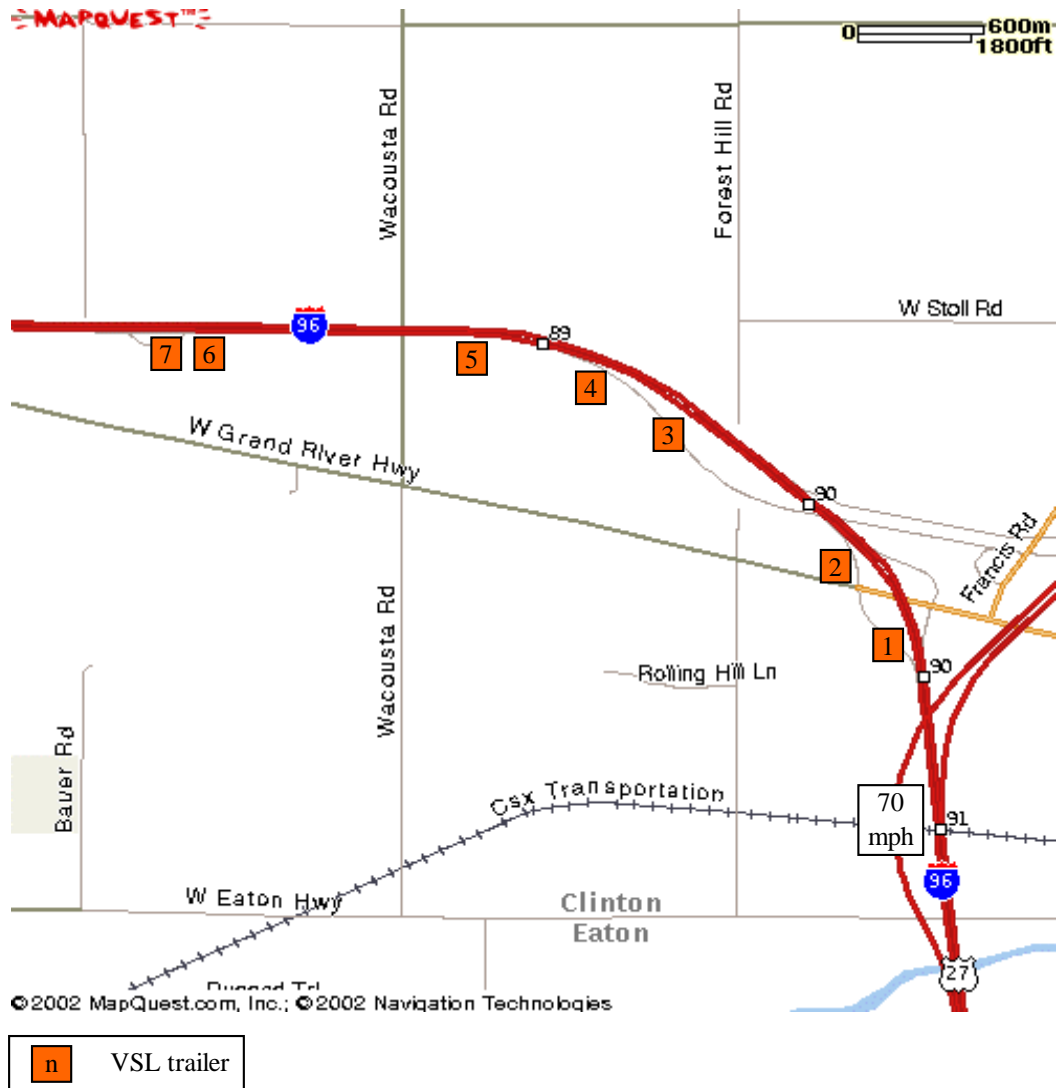 MAPQUEST™
0 600m
1800ft
Wacousta Rd
Forest Hill Rd
W Stoll Rd
96
89
7
6
5
4
3
W Grand River Hwy
90
Francis Rd
2
1
Wacousta Rd
Rolling Hill Ln
90
Bauer Rd
Csx Transportation
70
mph
91
96
W Eaton Hwy
Clinton
Eaton
27
©2002 MapQuest.com, Inc.; ©2002 Navigation Technologies
n VSL trailer